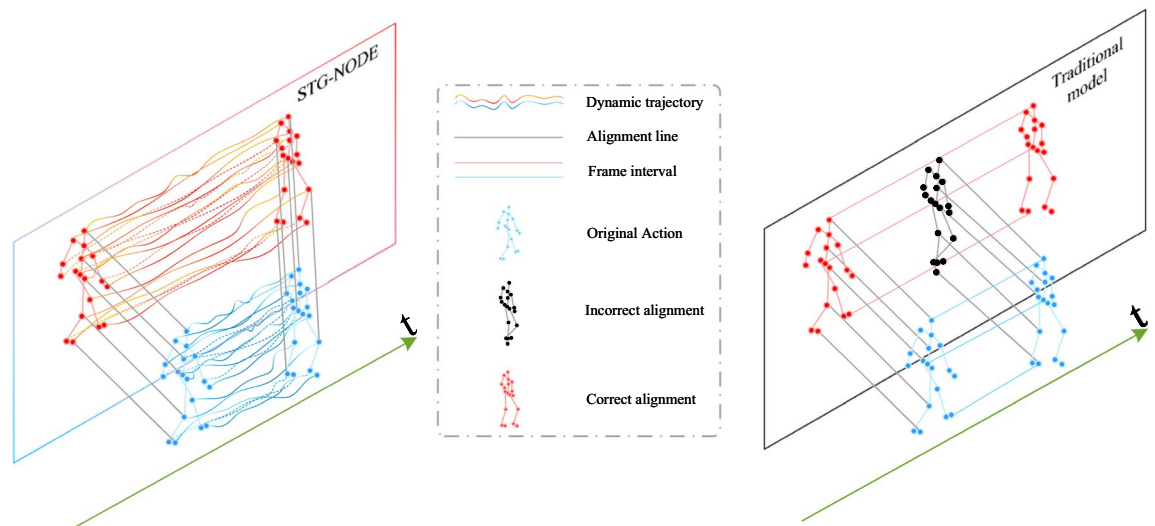 STG-NODE
t
Dynamic trajectory
Alignment line
Frame interval
Original Action
Incorrect alignment
Correct alignment
Traditional
model
t